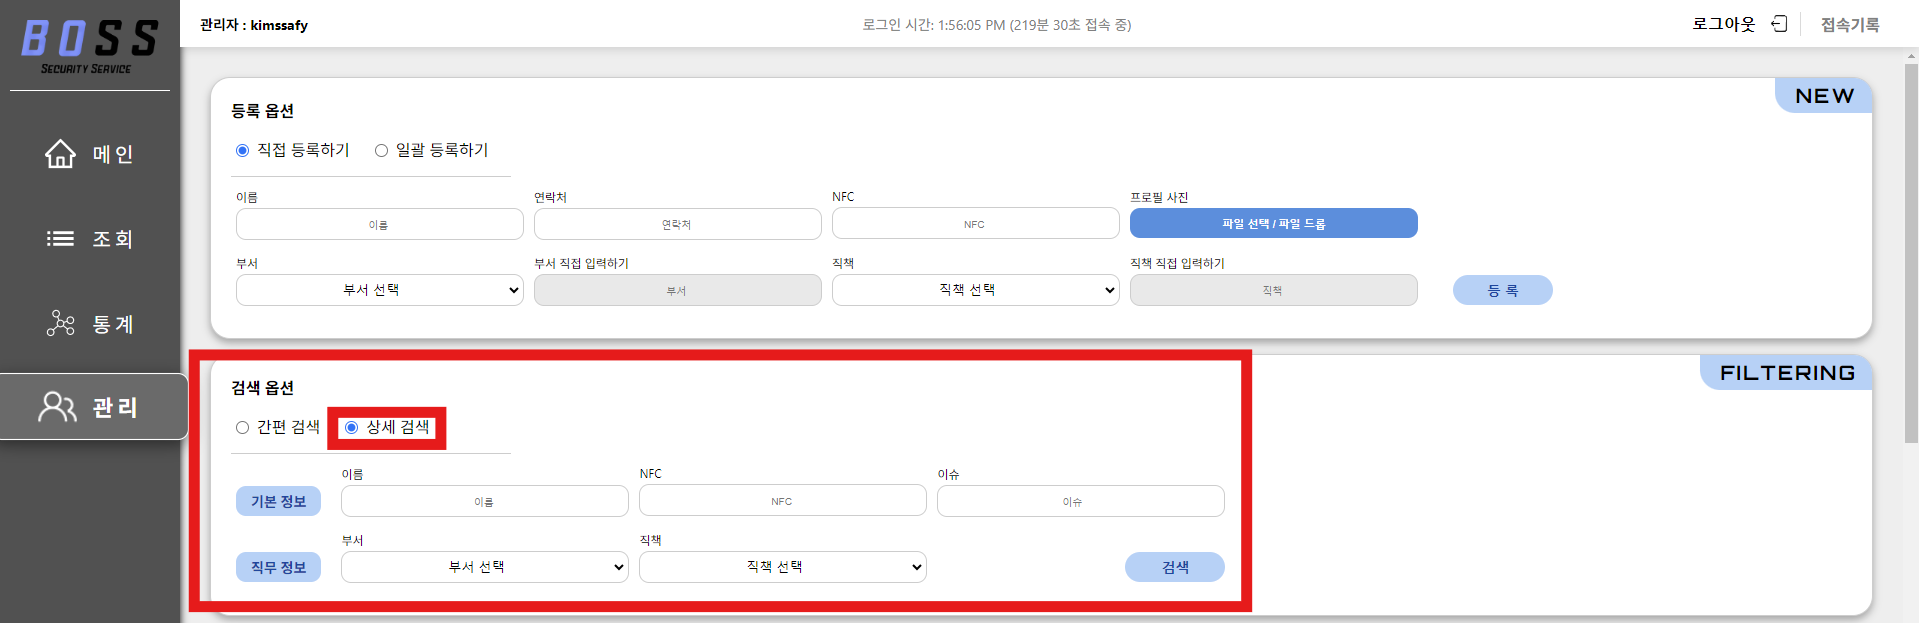 BOSS
SECURITY SERVICE
메인
조회
통계
관리
관리자 : kimssafy
로그인 시간: 1:56:05 PM (219분 30초 접속 중)
로그아웃
접속기록
NEW
등록 옵션
직접 등록하기 일괄 등록하기
이름 연락처 NFC 프로필 사진
이름 연락처 NFC 파일 선택 / 파일 드롭
부서 부서 직접 입력하기 직책 직책 직접 입력하기
부서 선택 부서 직책 선택 직책 등 록
FILTERING
검색 옵션
간편 검색 상세 검색
이름 NFC 이슈
기본 정보 이름 NFC 이슈
부서 직책
직무 정보 부서 선택 직책 선택 검색